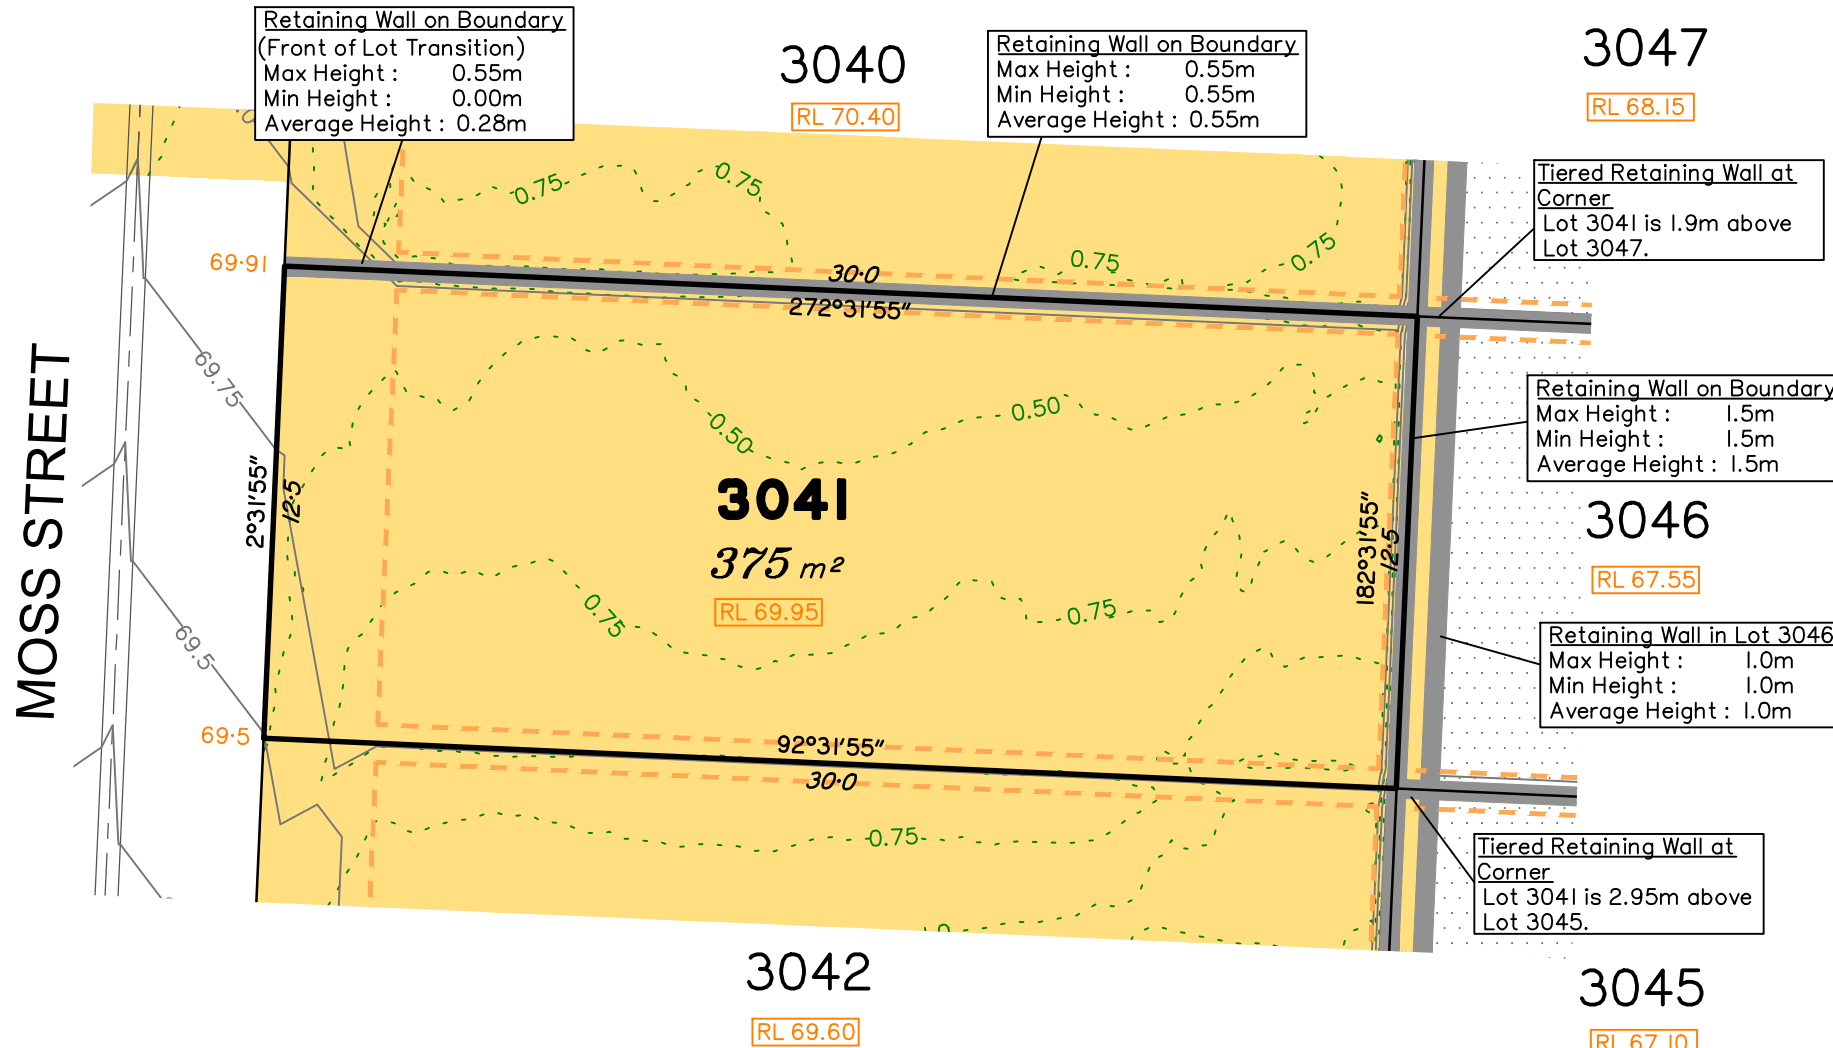 Retaining Wall on Boundary
(Front of Lot Transition)
Max Height : 0.55m
Min Height : 0.00m
Average Height : 0.28m
3040
RL 70.40
Retaining Wall on Boundary
Max Height : 0.55m
Min Height : 0.55m
Average Height : 0.55m
3047
RL 68.15
Tiered Retaining Wall at
Corner
Lot 3041 is 1.9m above
Lot 3047.
0.75
0.75
0.75
0.75
69·91
30·0
272°31'55"
69.75
MOSS STREET
2°31'55"
12·5
0.50
0.50
3041
375 m²
RL 69.95
182°31'55"
12·5
Retaining Wall on Boundary
Max Height : 1.5m
Min Height : 1.5m
Average Height : 1.5m
3046
RL 67.55
0.75
0.75
69.5
Retaining Wall in Lot 3046
Max Height : 1.0m
Min Height : 1.0m
Average Height : 1.0m
69·5
92°31'55"
30·0
0.75
Tiered Retaining Wall at
Corner
Lot 3041 is 2.95m above
Lot 3045.
3042
RL 69.60
3045
RL 67.10